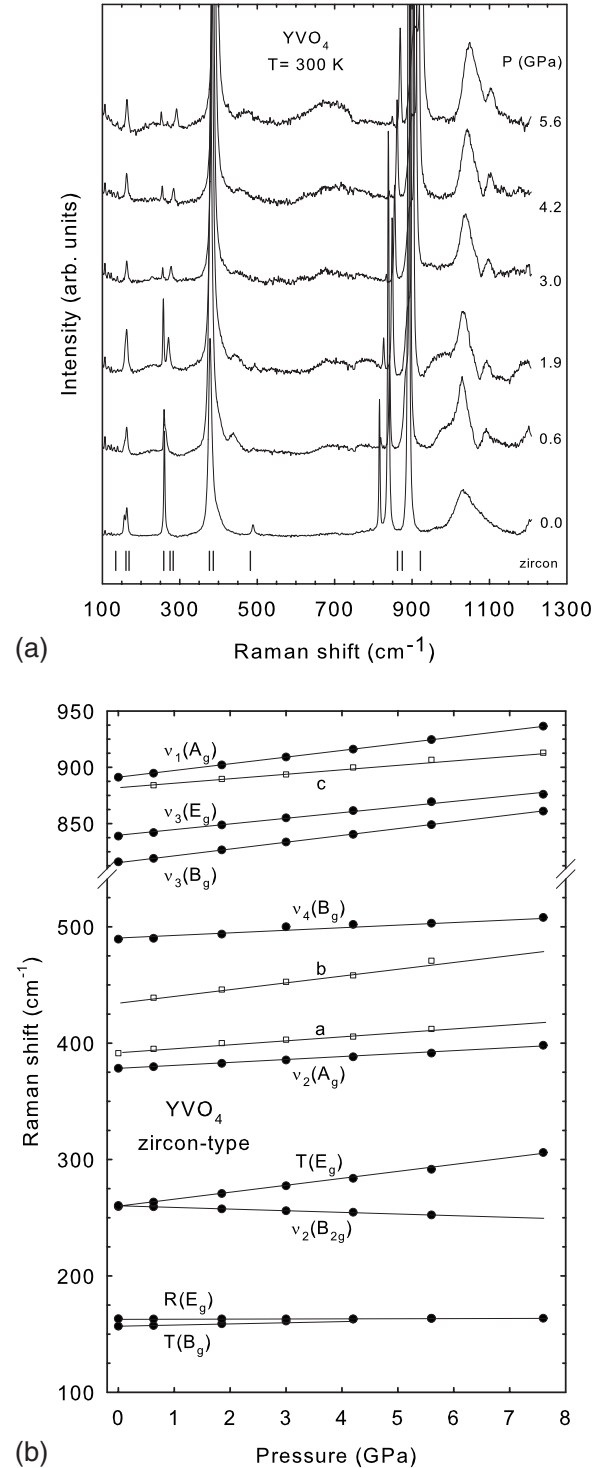 YVO4
T= 300 K
P (GPa)
5.6
4.2
3.0
1.9
0.6
0.0
zircon
Intensity (arb. units)
100 300 500 700 900 1100 1300
Raman shift (cm-1)
(a)
950
900
850
500
400
300
200
100
ν1(Ag)
c
ν3(Eg)
ν3(Bg)
ν4(Bg)
b
a
ν2(Ag)
YVO4
zircon-type
T(Eg)
ν2(B2g)
R(Eg)
T(Bg)
Raman shift (cm-1)
0 1 2 3 4 5 6 7 8
Pressure (GPa)
(b)